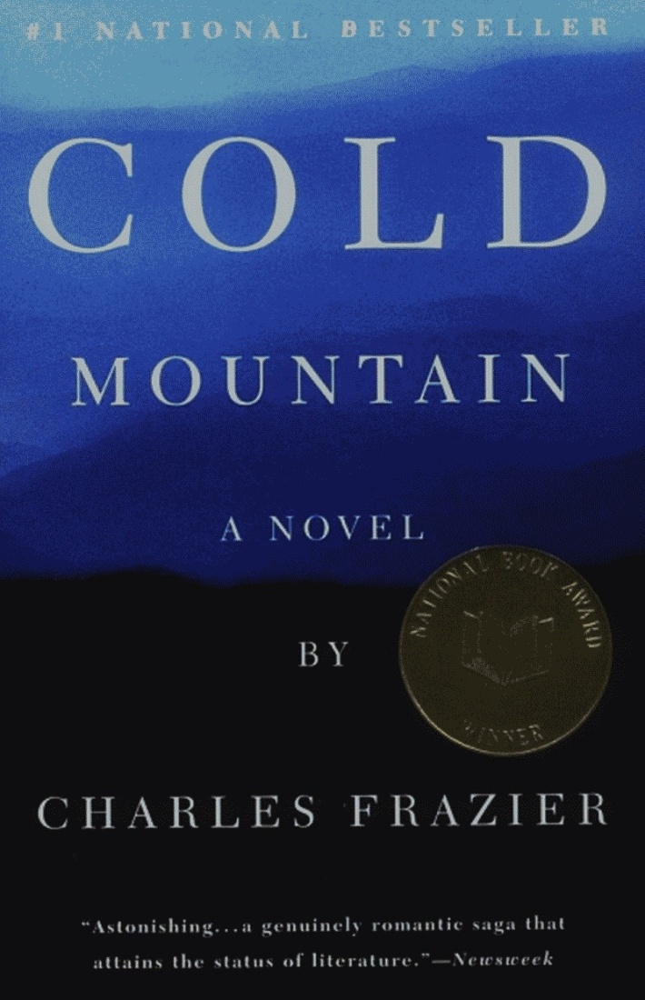 #1 NATIONAL BESTSELLER
COLD
MOUNTAIN
A NOVEL
NATIONAL BOOK AWARD
WINNER
BY
CHARLES FRAZIER
“Astonishing...a genuinely romantic saga that
attains the status of literature.”—Newsweek